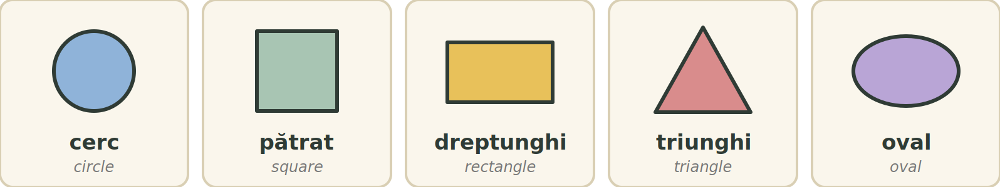 cerc
circle
pătrat
square
dreptunghi
rectangle
triunghi
triangle
oval
oval